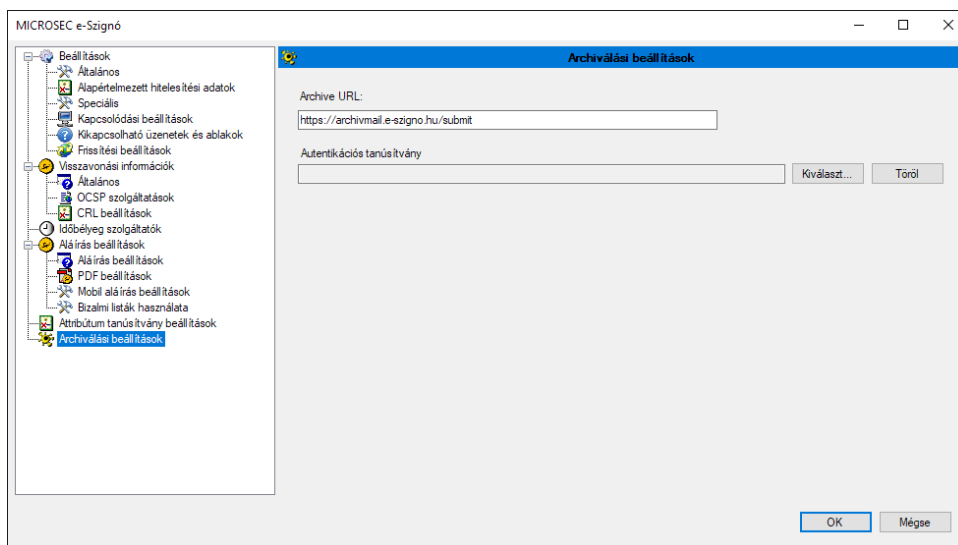 MICROSEC e-Szignó
Beállítások
Általános
Alapértelmezett hitelesítési adatok
Speciális
Kapcsolódási beállítások
Kikapcsolható üzenetek és ablakok
Frissítési beállítások
Visszavonási információk
Általános
OCSP szolgáltatások
CRL beállítások
Időbélyeg szolgáltatók
Aláírás beállítások
Aláírás beállítások
PDF beállítások
Mobil aláírás beállítások
Bizalmi listák használata
Attribútum tanúsítvány beállítások
Archiválási beállítások
Archiválási beállítások
Archive URL:
https://archivmail.e-szigno.hu/submit
Autentikációs tanúsítvány
Kiválaszt...
Töröl
OK
Mégse